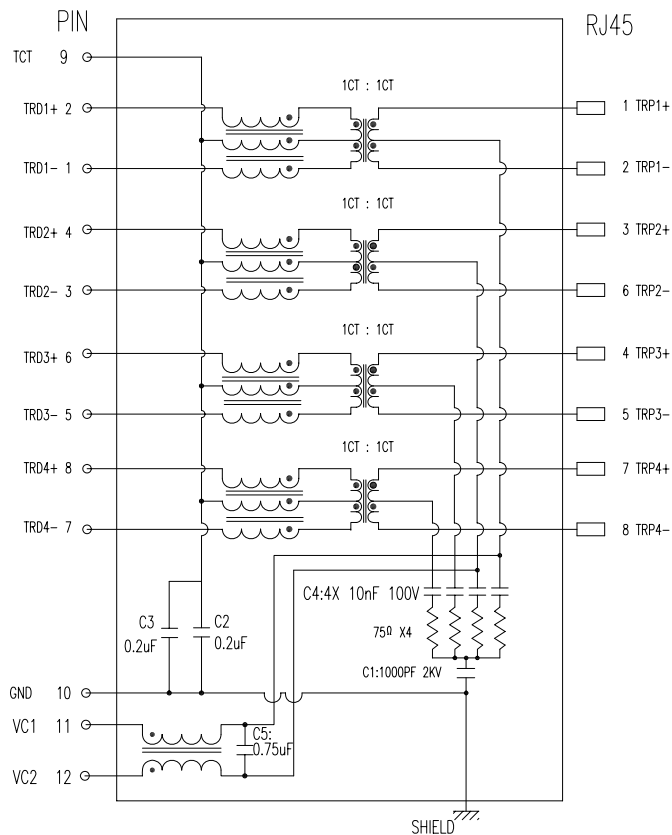 PIN
RJ45
TCT 9
1CT : 1CT
TRD1+ 2
1 TRP1+
TRD1- 1
2 TRP1-
1CT : 1CT
TRD2+ 4
3 TRP2+
TRD2- 3
6 TRP2-
1CT : 1CT
TRD3+ 6
4 TRP3+
TRD3- 5
5 TRP3-
1CT : 1CT
TRD4+ 8
7 TRP4+
TRD4- 7
8 TRP4-
C4:4X 10nF 100V
C3
0.2uF
C2
0.2uF
75Ω X4
C1:1000PF 2KV
GND 10
VC1 11
C5:
0.75uF
VC2 12
SHIELD